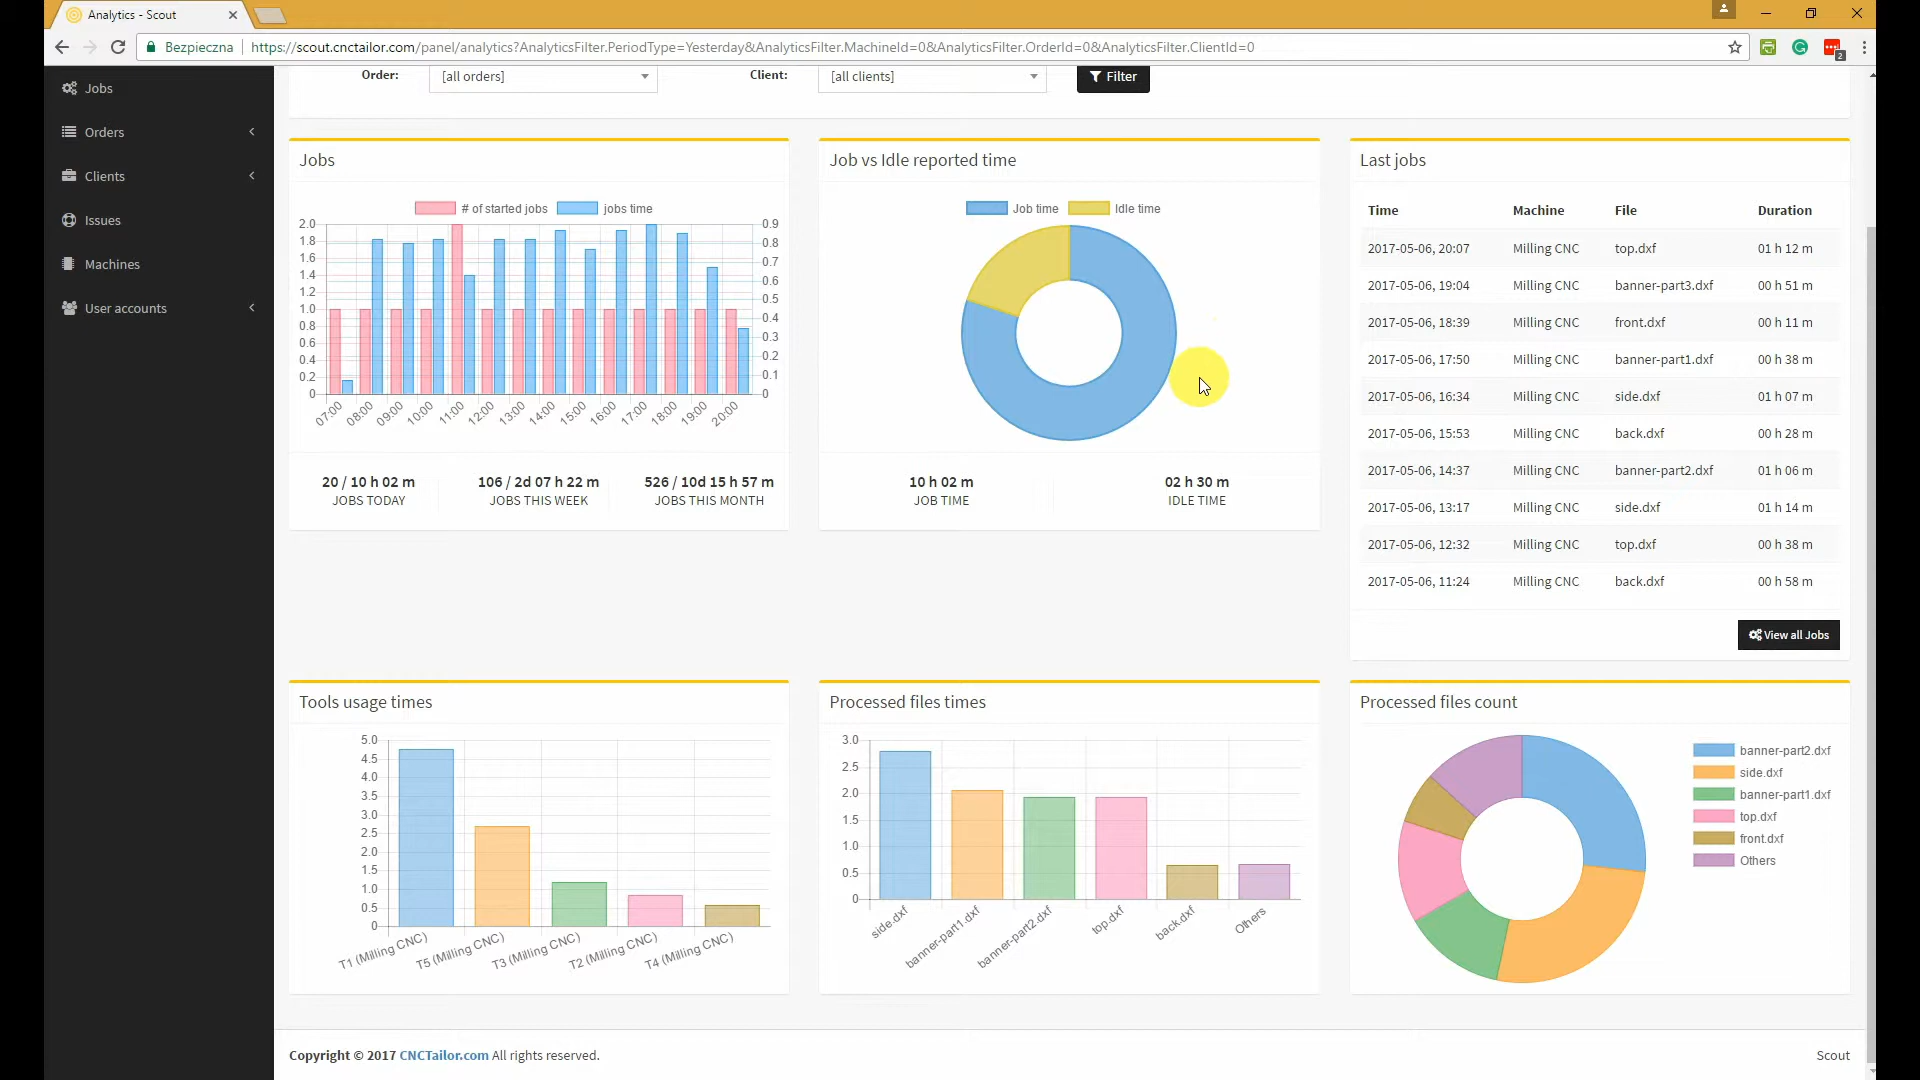 Analytics - Scout
Bezpieczna https://scout.cnctailor.com/panel/analytics?AnalyticsFilter.PeriodType=Yesterday&AnalyticsFilter.MachineId=0&AnalyticsFilter.OrderId=0&AnalyticsFilter.ClientId=0
2
Jobs
Orders
Clients
Issues
Machines
User accounts
Order: [all orders] Client: [all clients] Filter
Jobs
# of started jobs jobs time
2.0
1.8
1.6
1.4
1.2
1.0
0.8
0.6
0.4
0.2
0
0.9
0.8
0.7
0.6
0.5
0.4
0.3
0.2
0.1
0
07:00 08:00 09:00 10:00 11:00 12:00 13:00 14:00 15:00 16:00 17:00 18:00 19:00 20:00
20 / 10 h 02 m 106 / 2d 07 h 22 m 526 / 10d 15 h 57 m
JOBS TODAY JOBS THIS WEEK JOBS THIS MONTH
Job vs Idle reported time
Job time Idle time
10 h 02 m 02 h 30 m
JOB TIME IDLE TIME
Last jobs
Time Machine File Duration
2017-05-06, 20:07 Milling CNC top.dxf 01 h 12 m
2017-05-06, 19:04 Milling CNC banner-part3.dxf 00 h 51 m
2017-05-06, 18:39 Milling CNC front.dxf 00 h 11 m
2017-05-06, 17:50 Milling CNC banner-part1.dxf 00 h 38 m
2017-05-06, 16:34 Milling CNC side.dxf 01 h 07 m
2017-05-06, 15:53 Milling CNC back.dxf 00 h 28 m
2017-05-06, 14:37 Milling CNC banner-part2.dxf 01 h 06 m
2017-05-06, 13:17 Milling CNC side.dxf 01 h 14 m
2017-05-06, 12:32 Milling CNC top.dxf 00 h 38 m
2017-05-06, 11:24 Milling CNC back.dxf 00 h 58 m
View all Jobs
Tools usage times
5.0
4.5
4.0
3.5
3.0
2.5
2.0
1.5
1.0
0.5
0
T1 (Milling CNC) T5 (Milling CNC) T3 (Milling CNC) T2 (Milling CNC) T4 (Milling CNC)
Processed files times
3.0
2.5
2.0
1.5
1.0
0.5
0
side.dxf banner-part1.dxf banner-part2.dxf top.dxf back.dxf Others
Processed files count
banner-part2.dxf
side.dxf
banner-part1.dxf
top.dxf
front.dxf
Others
Copyright © 2017 CNCTailor.com All rights reserved.
Scout